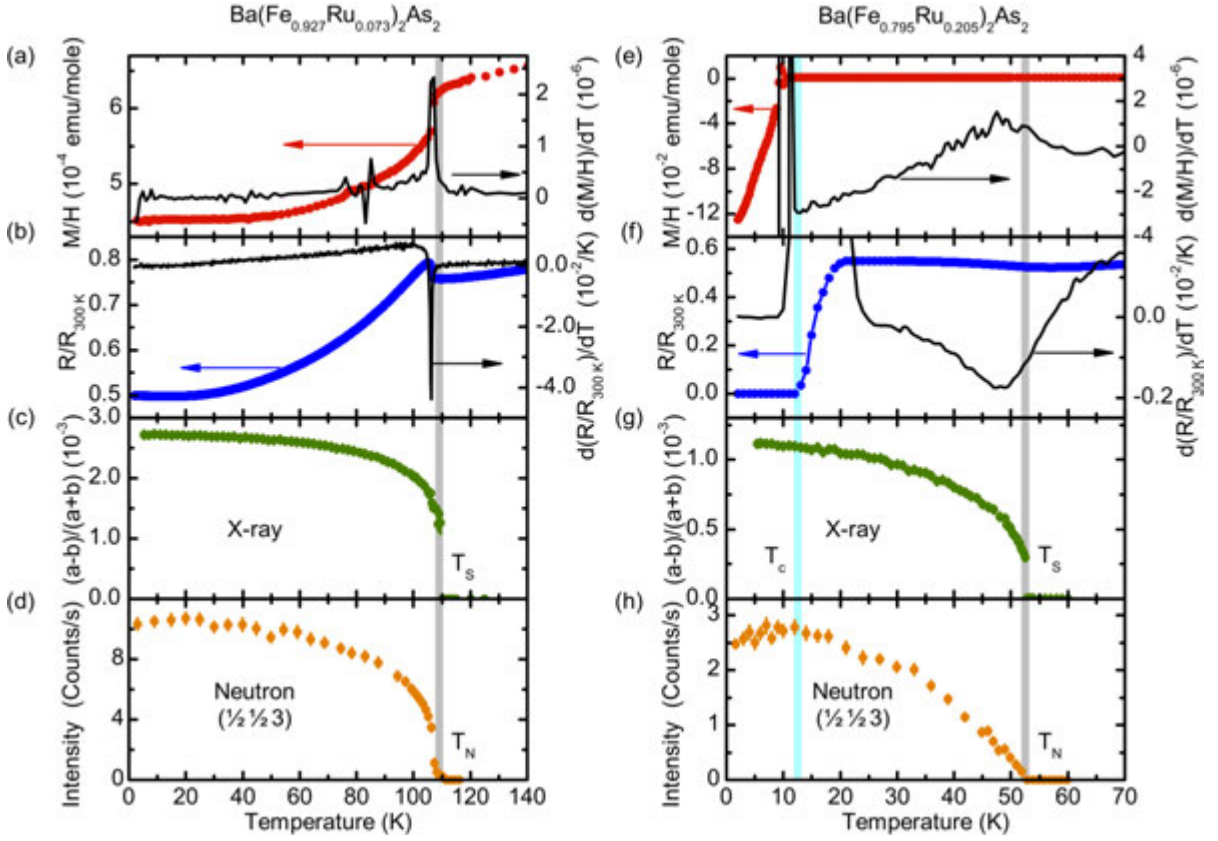 Ba(Fe0.927Ru0.073)2As2
(a)
M/H (10-4 emu/mole)
6
5
2
1
0
d(M/H)/dT (10-6)
(b)
R/R300 K
0.8
0.7
0.6
0.5
0.0
-2.0
-4.0
d(R/R300 K)/dT (10-2/K)
(c)
(a-b)/(a+b) (10-3)
3.0
2.0
1.0
0.0
X-ray
TS
(d)
Intensity (Counts/s)
8
4
0
Neutron
(½ ½ 3)
TN
0 20 40 60 80 100 120 140
Temperature (K)
Ba(Fe0.795Ru0.205)2As2
(e)
M/H (10-2 emu/mole)
0
-4
-8
-12
4
2
0
-2
-4
d(M/H)/dT (10-6)
(f)
R/R300 K
0.6
0.4
0.2
0.0
0.0
-0.2
d(R/R300 K)/dT (10-2/K)
(g)
(a-b)/(a+b) (10-3)
1.0
0.5
0.0
X-ray
Tc
TS
(h)
Intensity (Counts/s)
3
2
1
0
Neutron
(½ ½ 3)
TN
0 10 20 30 40 50 60 70
Temperature (K)